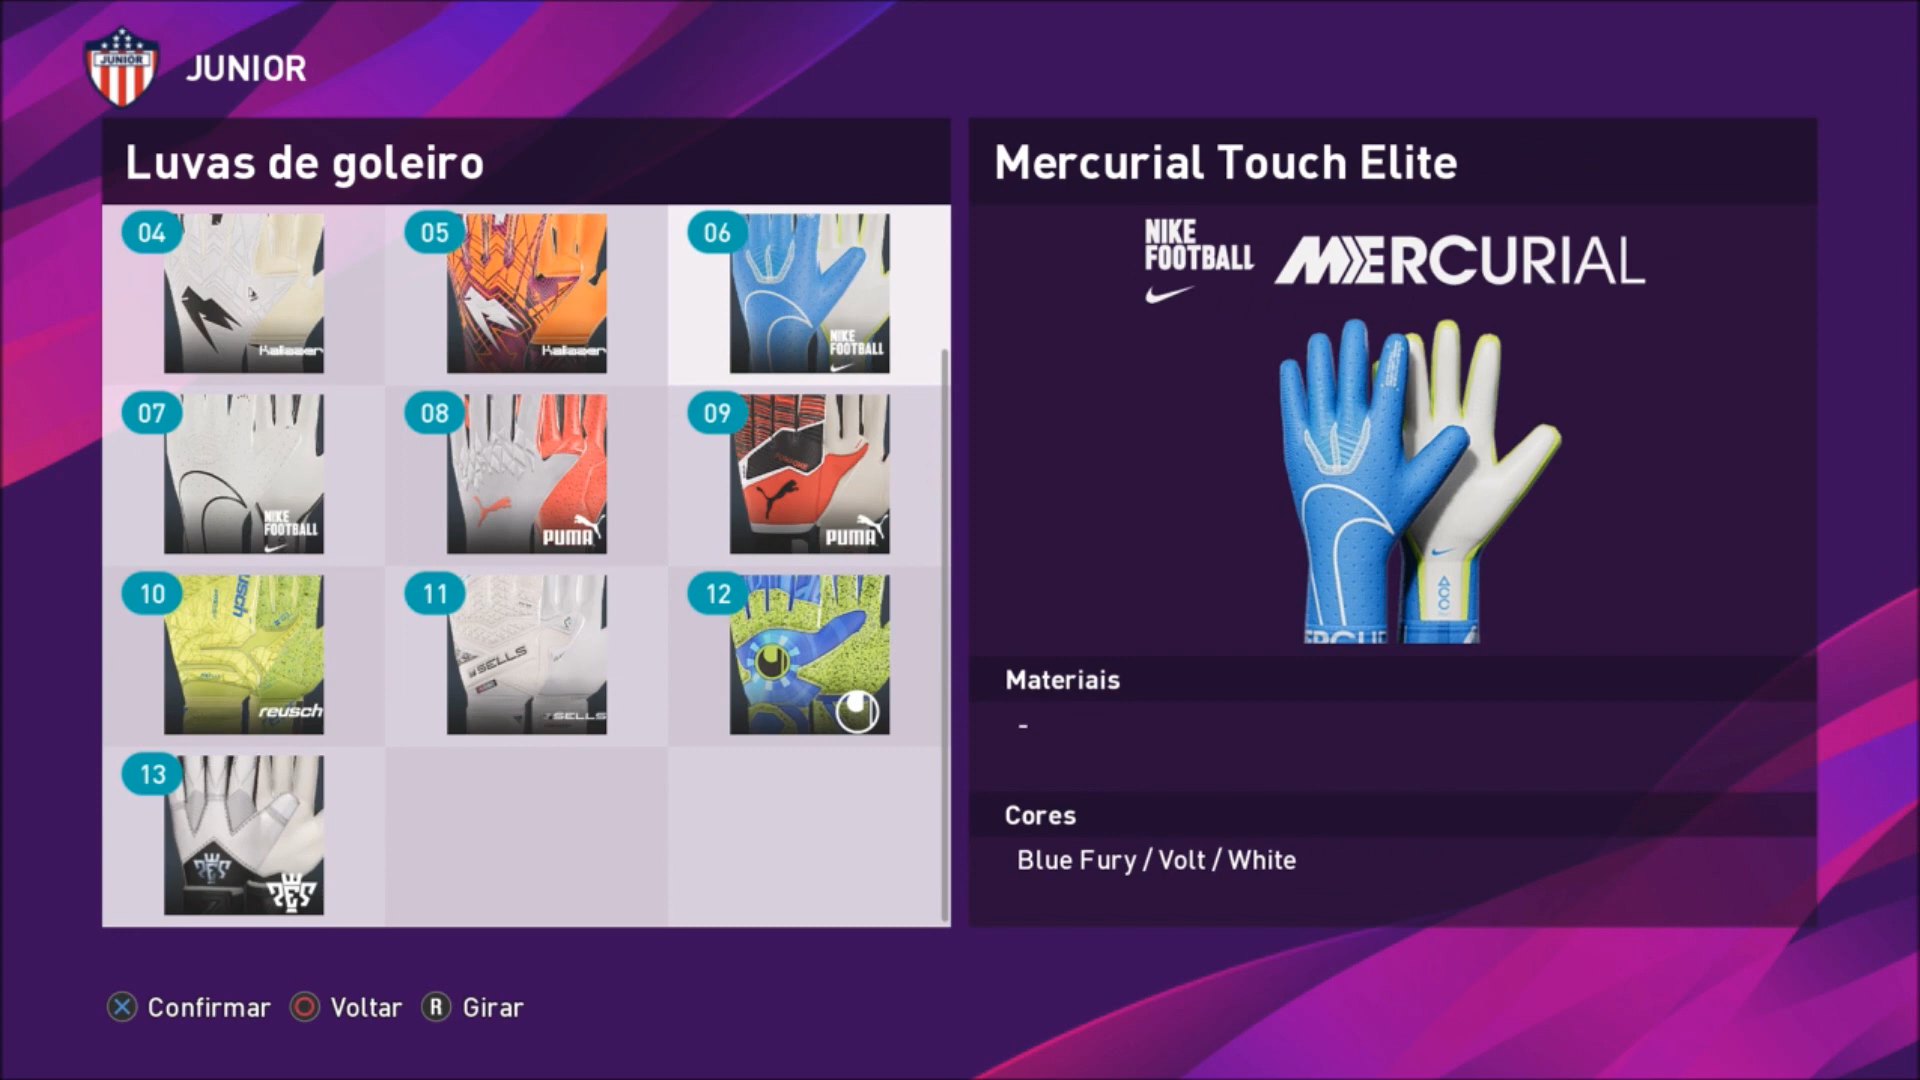 JUNIOR
JUNIOR
Luvas de goleiro
04
05
06
Kaliaaer
Kaliaaer
NIKE
FOOTBALL
07
08
09
NIKE
FOOTBALL
PUMA
PUMA
10
11
12
reusch
SELLS
SELLS
13
PES
Mercurial Touch Elite
NIKE
FOOTBALL
MERCURIAL
Materiais
-
Cores
Blue Fury / Volt / White
Confirmar
Voltar
R
Girar